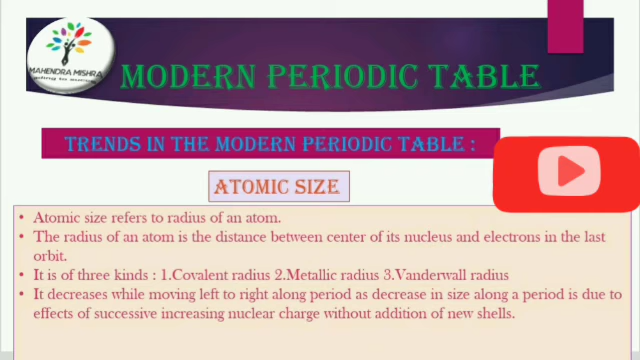 MAHENDRA MISHRA
MODERN PERIODIC TABLE
TRENDS IN THE MODERN PERIODIC TABLE :
ATOMIC SIZE
• Atomic size refers to radius of an atom.
• The radius of an atom is the distance between center of its nucleus and electrons in the last
orbit.
• It is of three kinds : 1.Covalent radius 2.Metallic radius 3.Vanderwall radius
• It decreases while moving left to right along period as decrease in size along a period is due to
effects of successive increasing nuclear charge without addition of new shells.